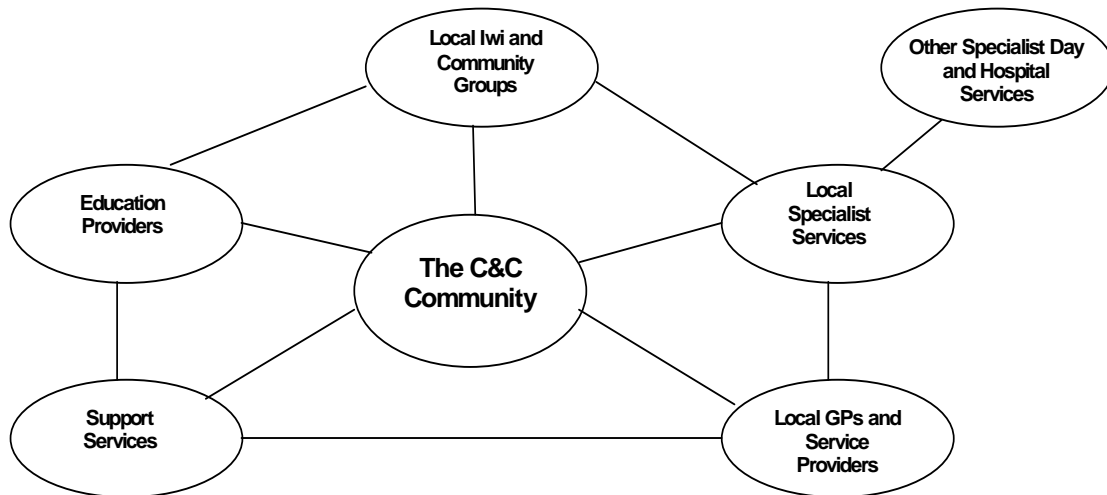 Local Iwi and
Community
Groups
Other Specialist Day
and Hospital
Services
Education
Providers
Local
Specialist
Services
The C&C
Community
Support
Services
Local GPs and
Service
Providers